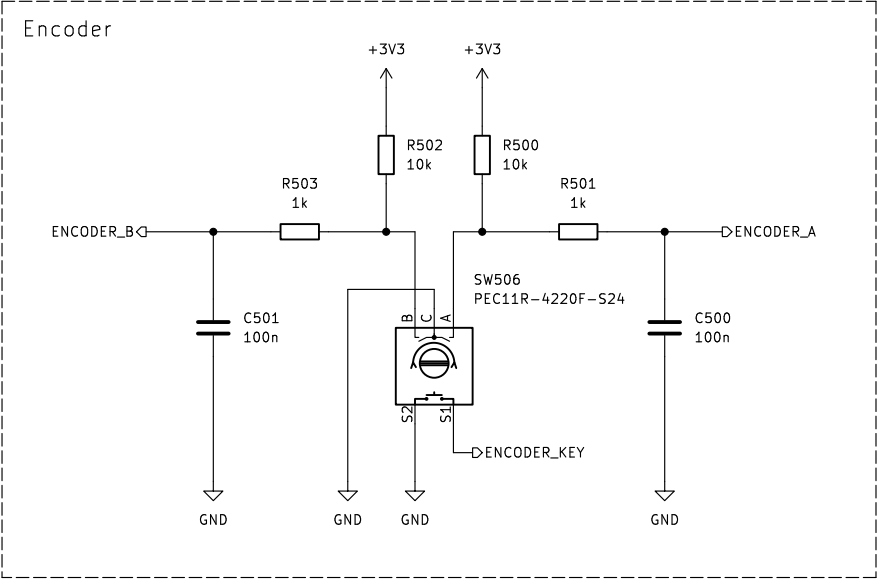 Encoder
+3V3
+3V3
R502
10k
R500
10k
R503
1k
R501
1k
ENCODER_B
ENCODER_A
SW506
PEC11R-4220F-S24
B
C
A
C501
100n
C500
100n
S2
S1
ENCODER_KEY
GND
GND
GND
GND